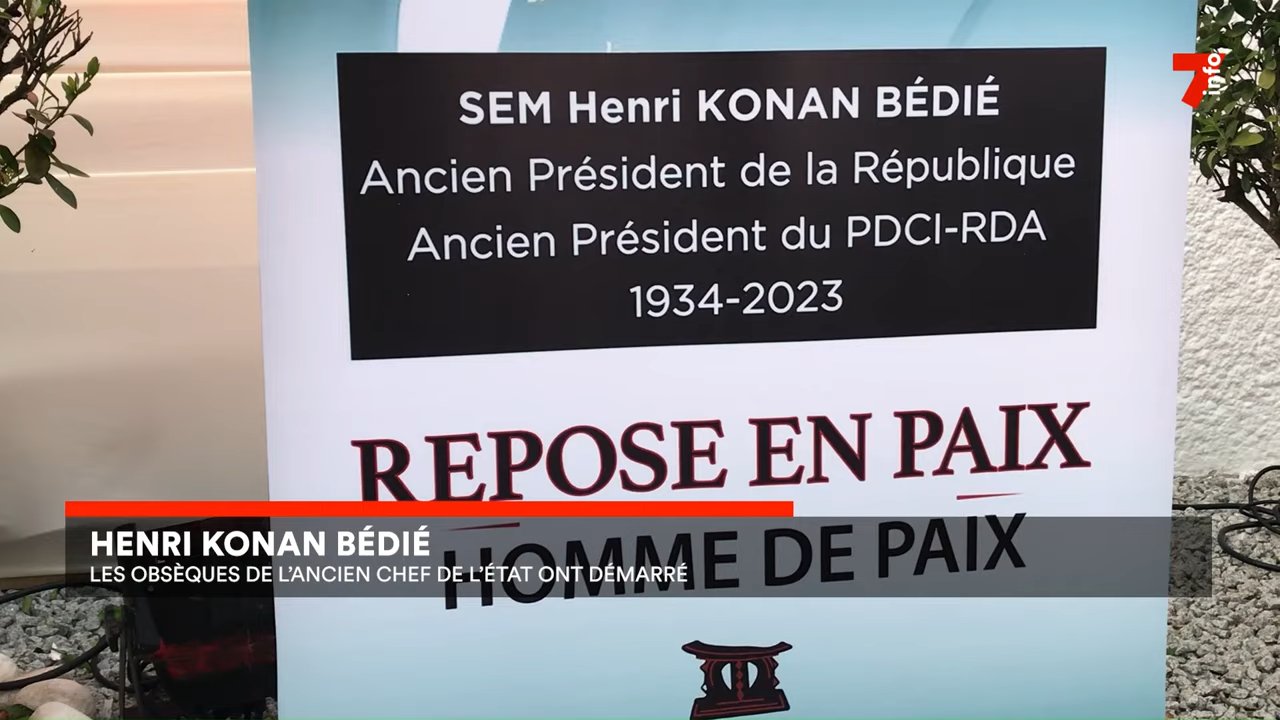 SEM Henri KONAN BÉDIÉ
Ancien Président de la République
Ancien Président du PDCI-RDA
1934-2023
REPOSE EN PAIX
HOMME DE PAIX
HENRI KONAN BÉDIÉ
LES OBSÈQUES DE L'ANCIEN CHEF DE L'ÉTAT ONT DÉMARRÉ
7info